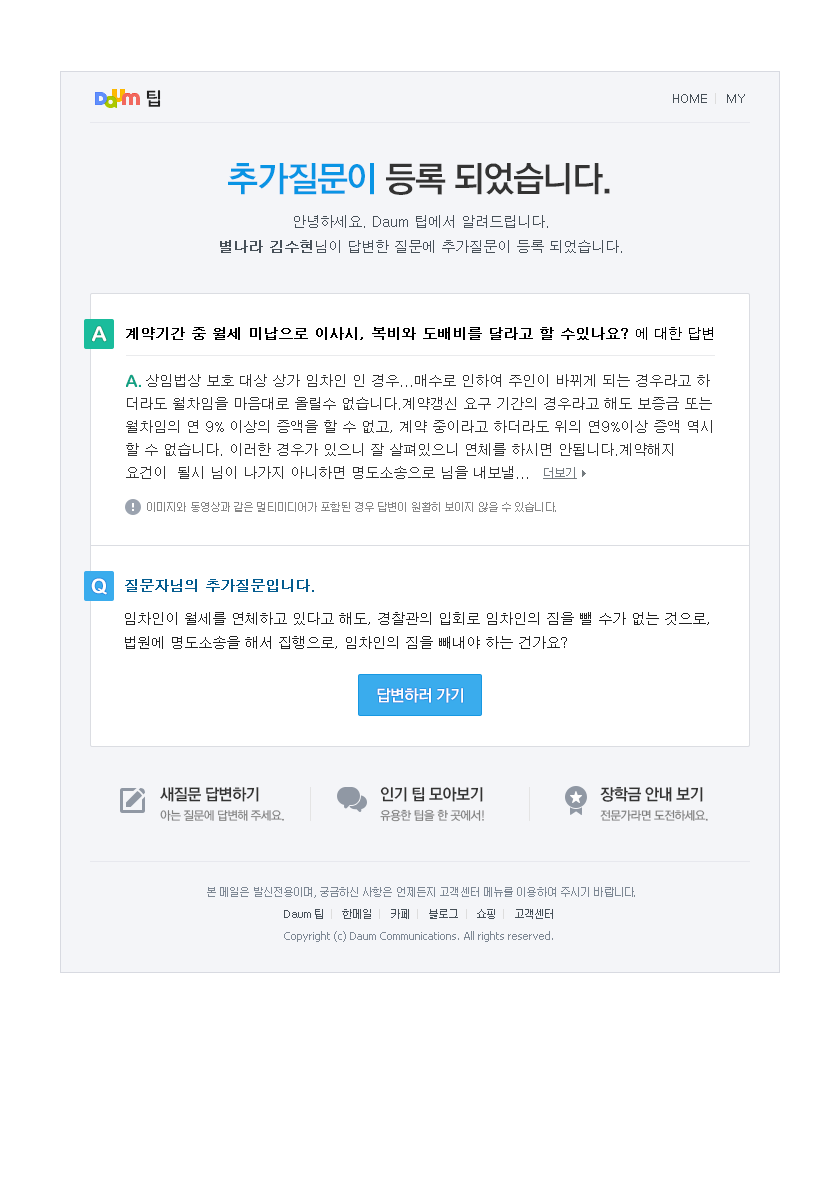 Daum 팁
HOME | MY
추가질문이 등록 되었습니다.
안녕하세요. Daum 팁에서 알려드립니다.
별나라 김수현님이 답변한 질문에 추가질문이 등록 되었습니다.
A 계약기간 중 월세 미납으로 이사시, 복비와 도배비를 달라고 할 수있나요? 에 대한 답변
A. 상임법상 보호 대상 상가 임차인 인 경우...매수로 인하여 주인이 바뀌게 되는 경우라고 하
더라도 월차임을 마음대로 올릴수 없습니다.계약갱신 요구 기간의 경우라고 해도 보증금 또는
월차임의 연 9% 이상의 증액을 할 수 없고, 계약 중이라고 하더라도 위의 연9%이상 증액 역시
할 수 없습니다. 이러한 경우가 있으니 잘 살펴있으니 연체를 하시면 안됩니다.계약해지
요건이 될시 님이 나가지 아니하면 명도소송으로 님을 내보낼... 더보기
이미지와 동영상과 같은 멀티미디어가 포함된 경우 답변이 원활히 보이지 않을 수 있습니다.
Q 질문자님의 추가질문입니다.
임차인이 월세를 연체하고 있다고 해도, 경찰관의 입회로 임차인의 짐을 뺄 수가 없는 것으로,
법원에 명도소송을 해서 집행으로, 임차인의 짐을 빼내야 하는 건가요?
답변하러 가기
새질문 답변하기
아는 질문에 답변해 주세요.
인기 팁 모아보기
유용한 팁을 한 곳에서!
장학금 안내 보기
전문가라면 도전하세요.
본 메일은 발신전용이며, 궁금하신 사항은 언제든지 고객센터 메뉴를 이용하여 주시기 바랍니다.
Daum 팁 | 한메일 | 카페 | 블로그 | 쇼핑 | 고객센터
Copyright (c) Daum Communications. All rights reserved.